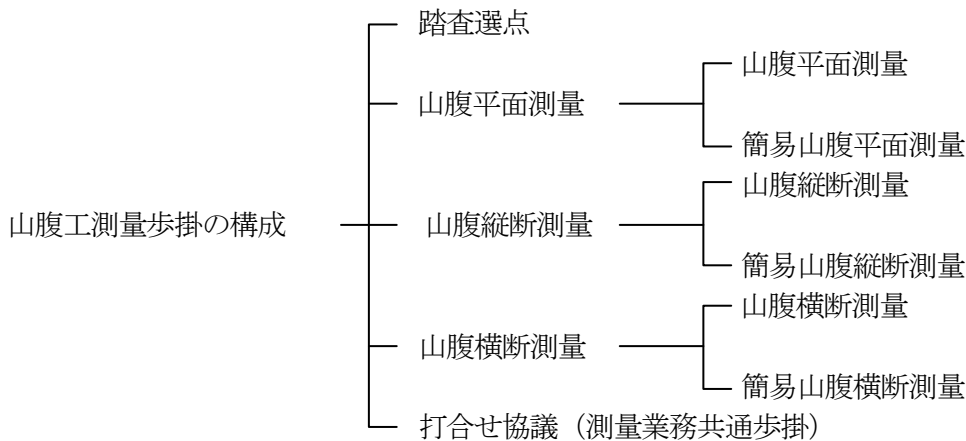 踏査選点
山腹平面測量
山腹平面測量
簡易山腹平面測量
山腹縦断測量
山腹工測量歩掛の構成
山腹縦断測量
簡易山腹縦断測量
山腹横断測量
山腹横断測量
簡易山腹横断測量
打合せ協議（測量業務共通歩掛）